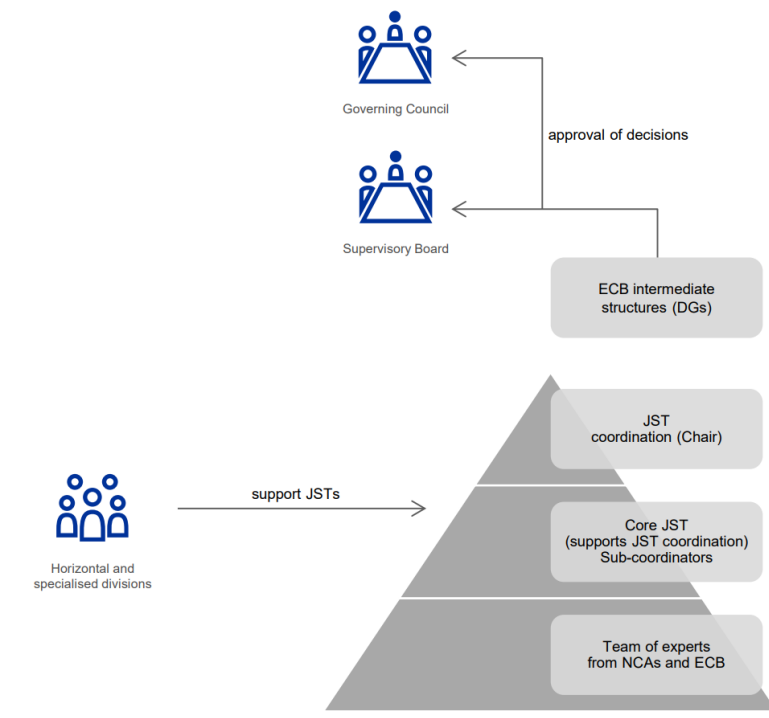 Governing Council
approval of decisions
Supervisory Board
ECB intermediate
structures (DGs)
JST
coordination (Chair)
support JSTs
Core JST
(supports JST coordination)
Sub-coordinators
Horizontal and
specialised divisions
Team of experts
from NCAs and ECB